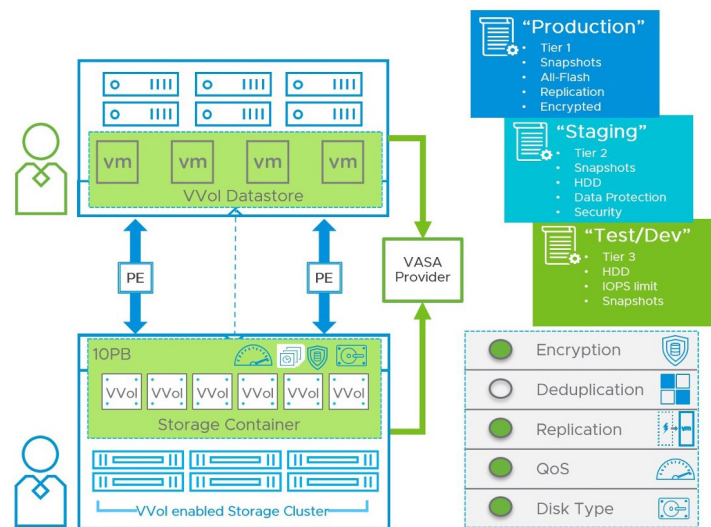 "Production"
• Tier 1
• Snapshots
• All-Flash
• Replication
• Encrypted
"Staging"
• Tier 2
• Snapshots
• HDD
• Data Protection
• Security
"Test/Dev"
• Tier 3
• HDD
• IOPS limit
• Snapshots
vm vm vm vm
VVol Datastore
PE
PE
VASA
Provider
10PB
VVol VVol VVol VVol VVol VVol
Storage Container
VVol enabled Storage Cluster
Encryption
Deduplication
Replication
vm
QoS
Disk Type